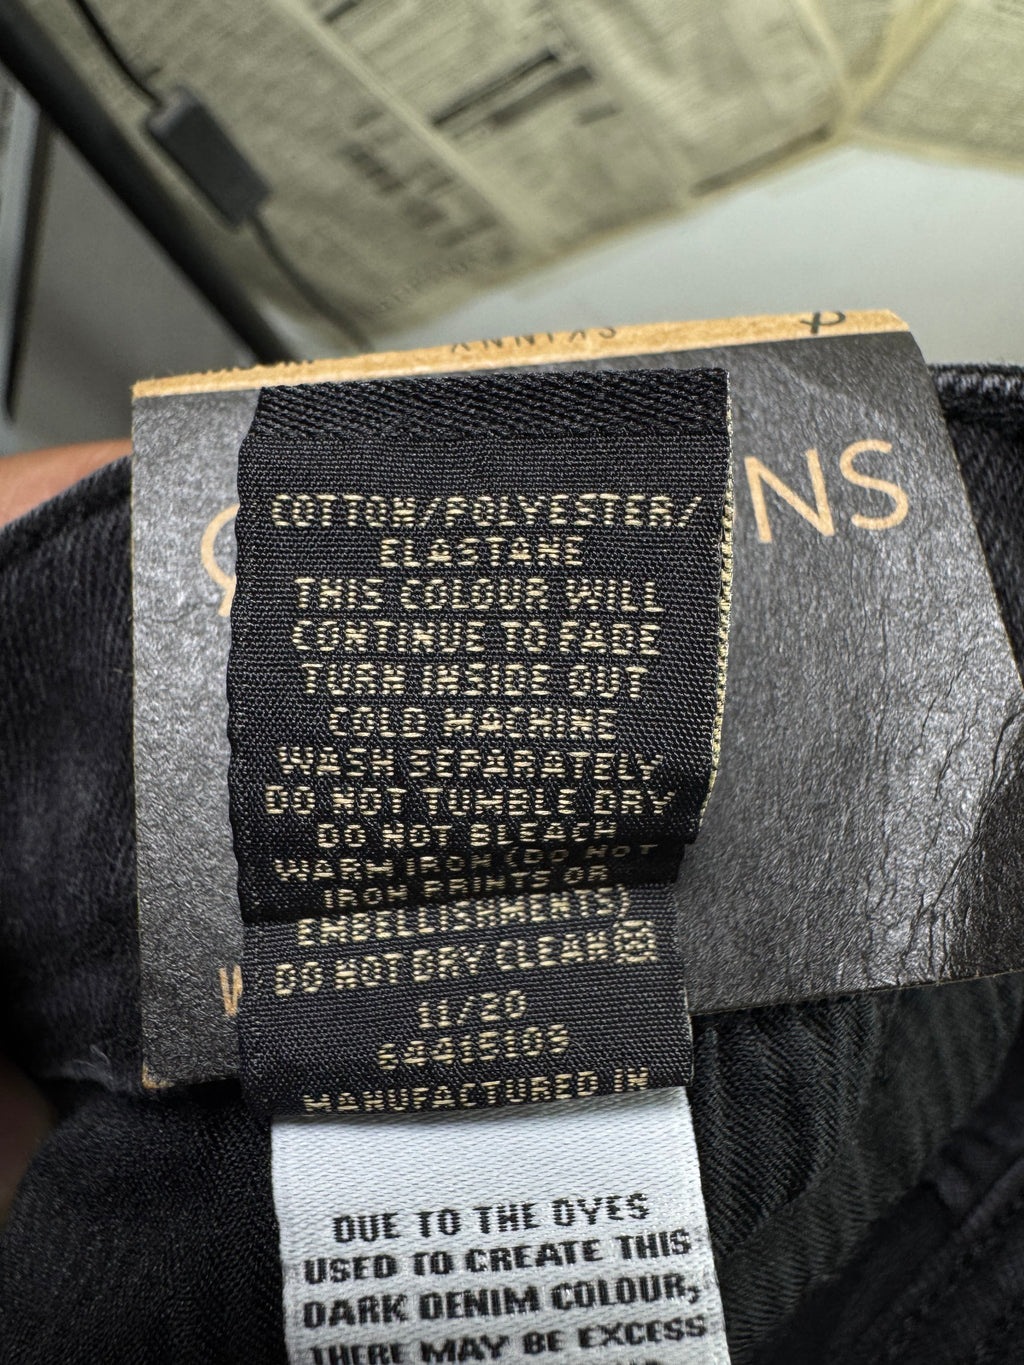 SKINNY
NS
COTTON/POLYESTER/
ELASTANE
THIS COLOUR WILL
CONTINUE TO FADE
TURN INSIDE OUT
COLD MACHINE
WASH SEPARATELY
DO NOT TUMBLE DRY
DO NOT BLEACH
WARM IRON (DO NOT
IRON PRINTS OR
EMBELLISHMENTS)
DO NOT DRY CLEAN
11/20
MANUFACTURED IN
DUE TO THE DYES
USED TO CREATE THIS
DARK DENIM COLOUR,
THERE MAY BE EXCESS